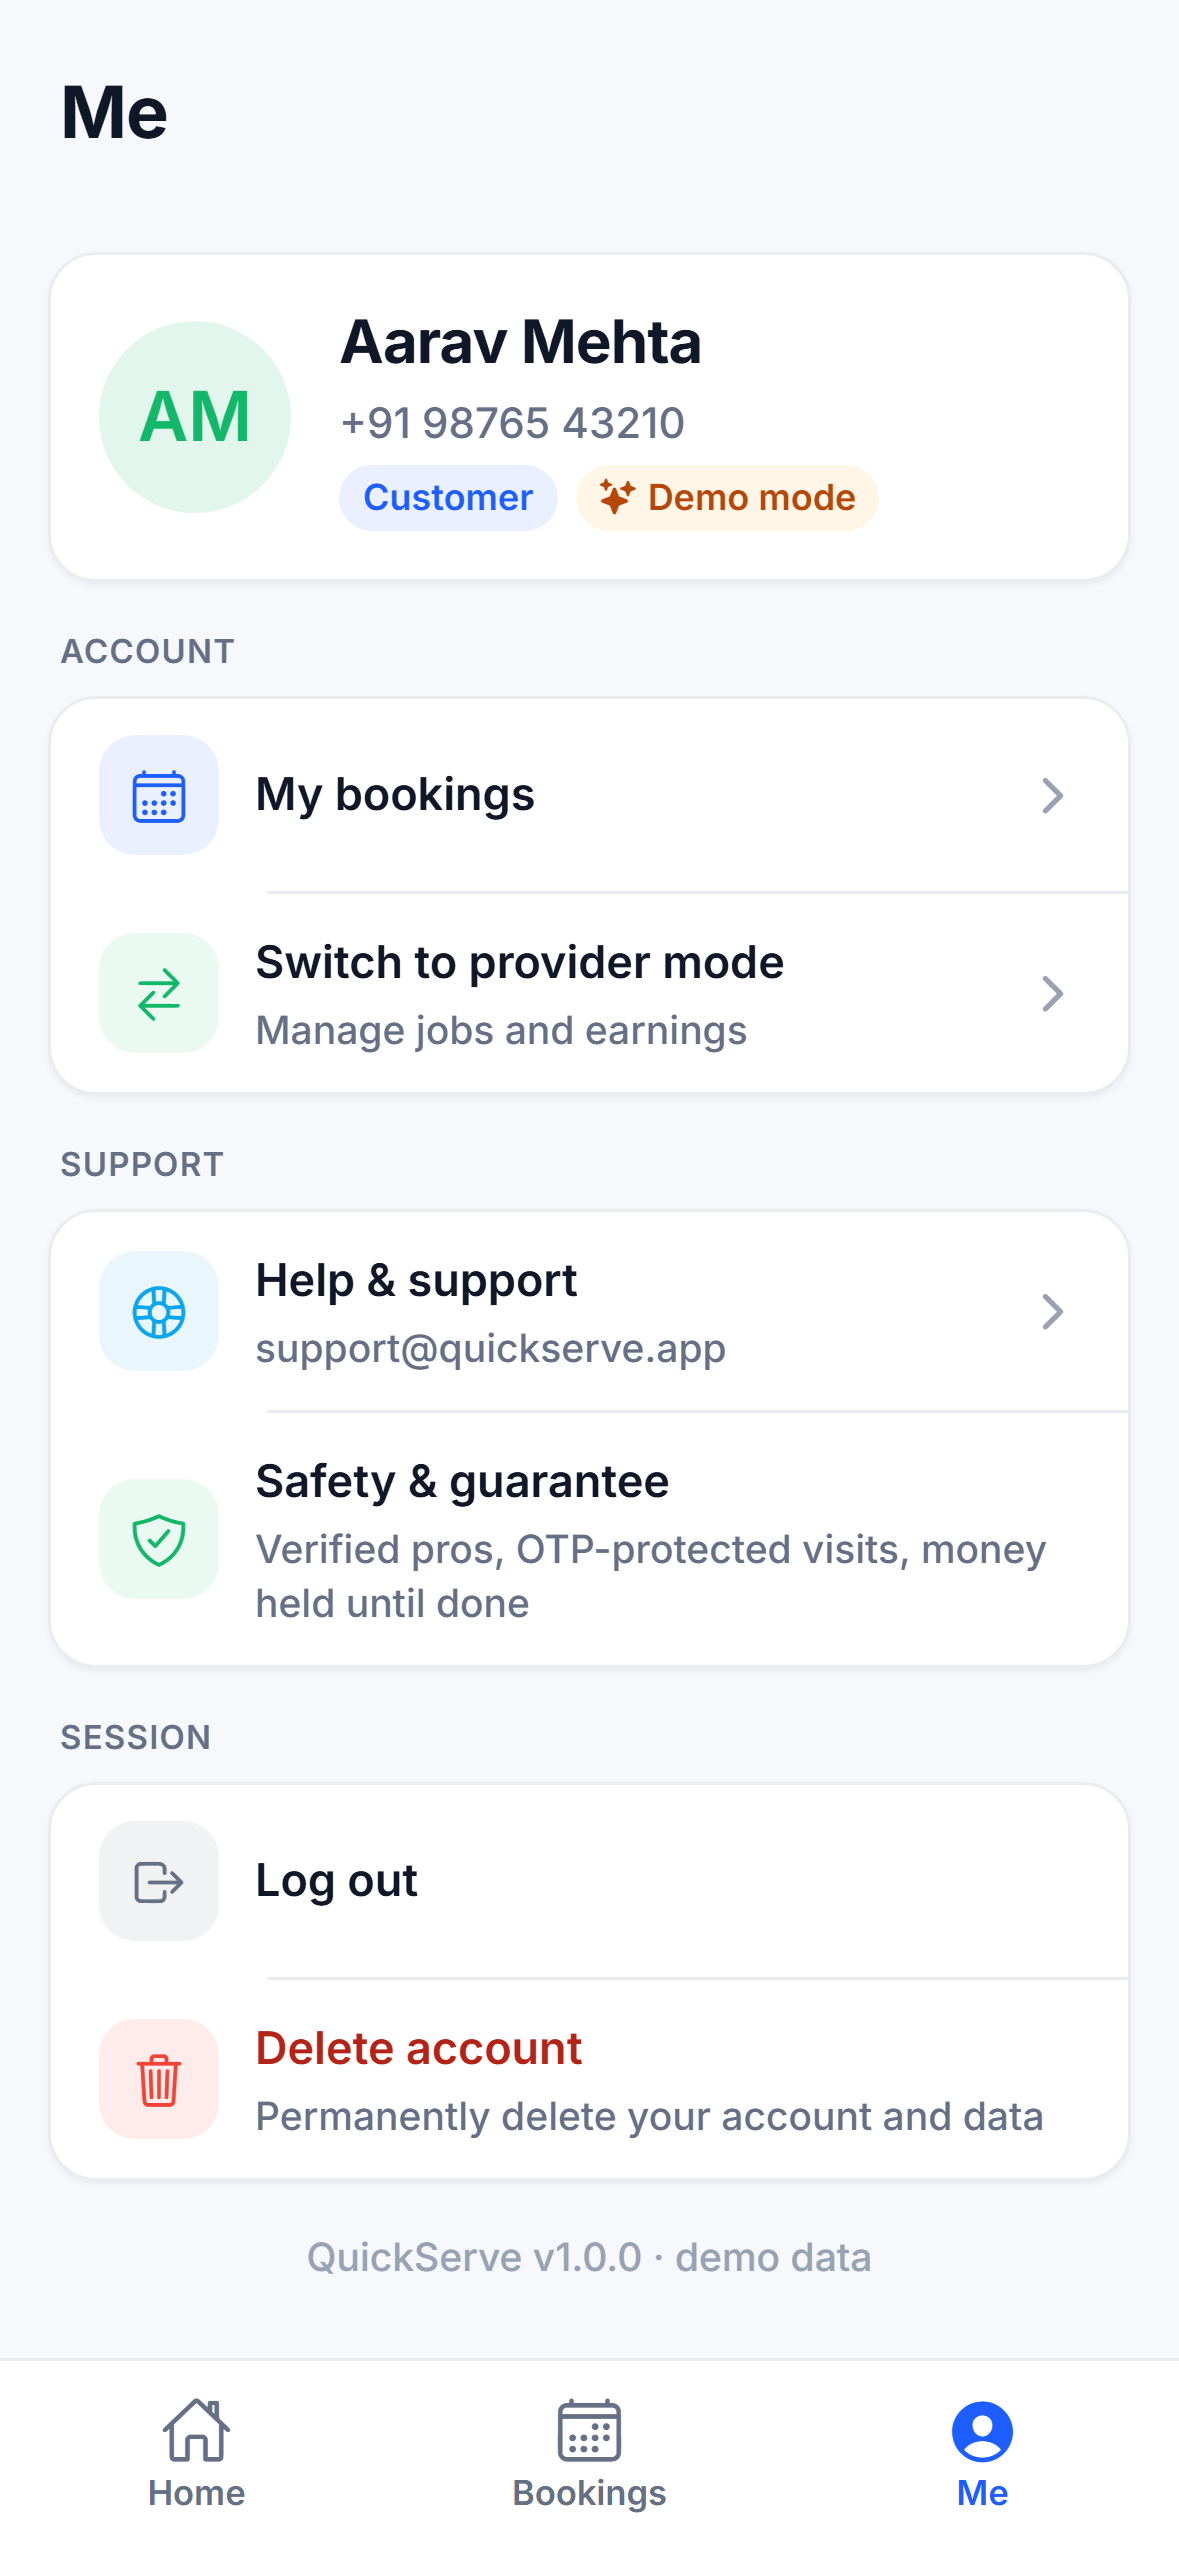 Me
AM
Aarav Mehta
+91 98765 43210
Customer
Demo mode
ACCOUNT
My bookings
Switch to provider mode
Manage jobs and earnings
SUPPORT
Help & support
support@quickserve.app
Safety & guarantee
Verified pros, OTP-protected visits, money
held until done
SESSION
Log out
Delete account
Permanently delete your account and data
QuickServe v1.0.0 · demo data
Home
Bookings
Me